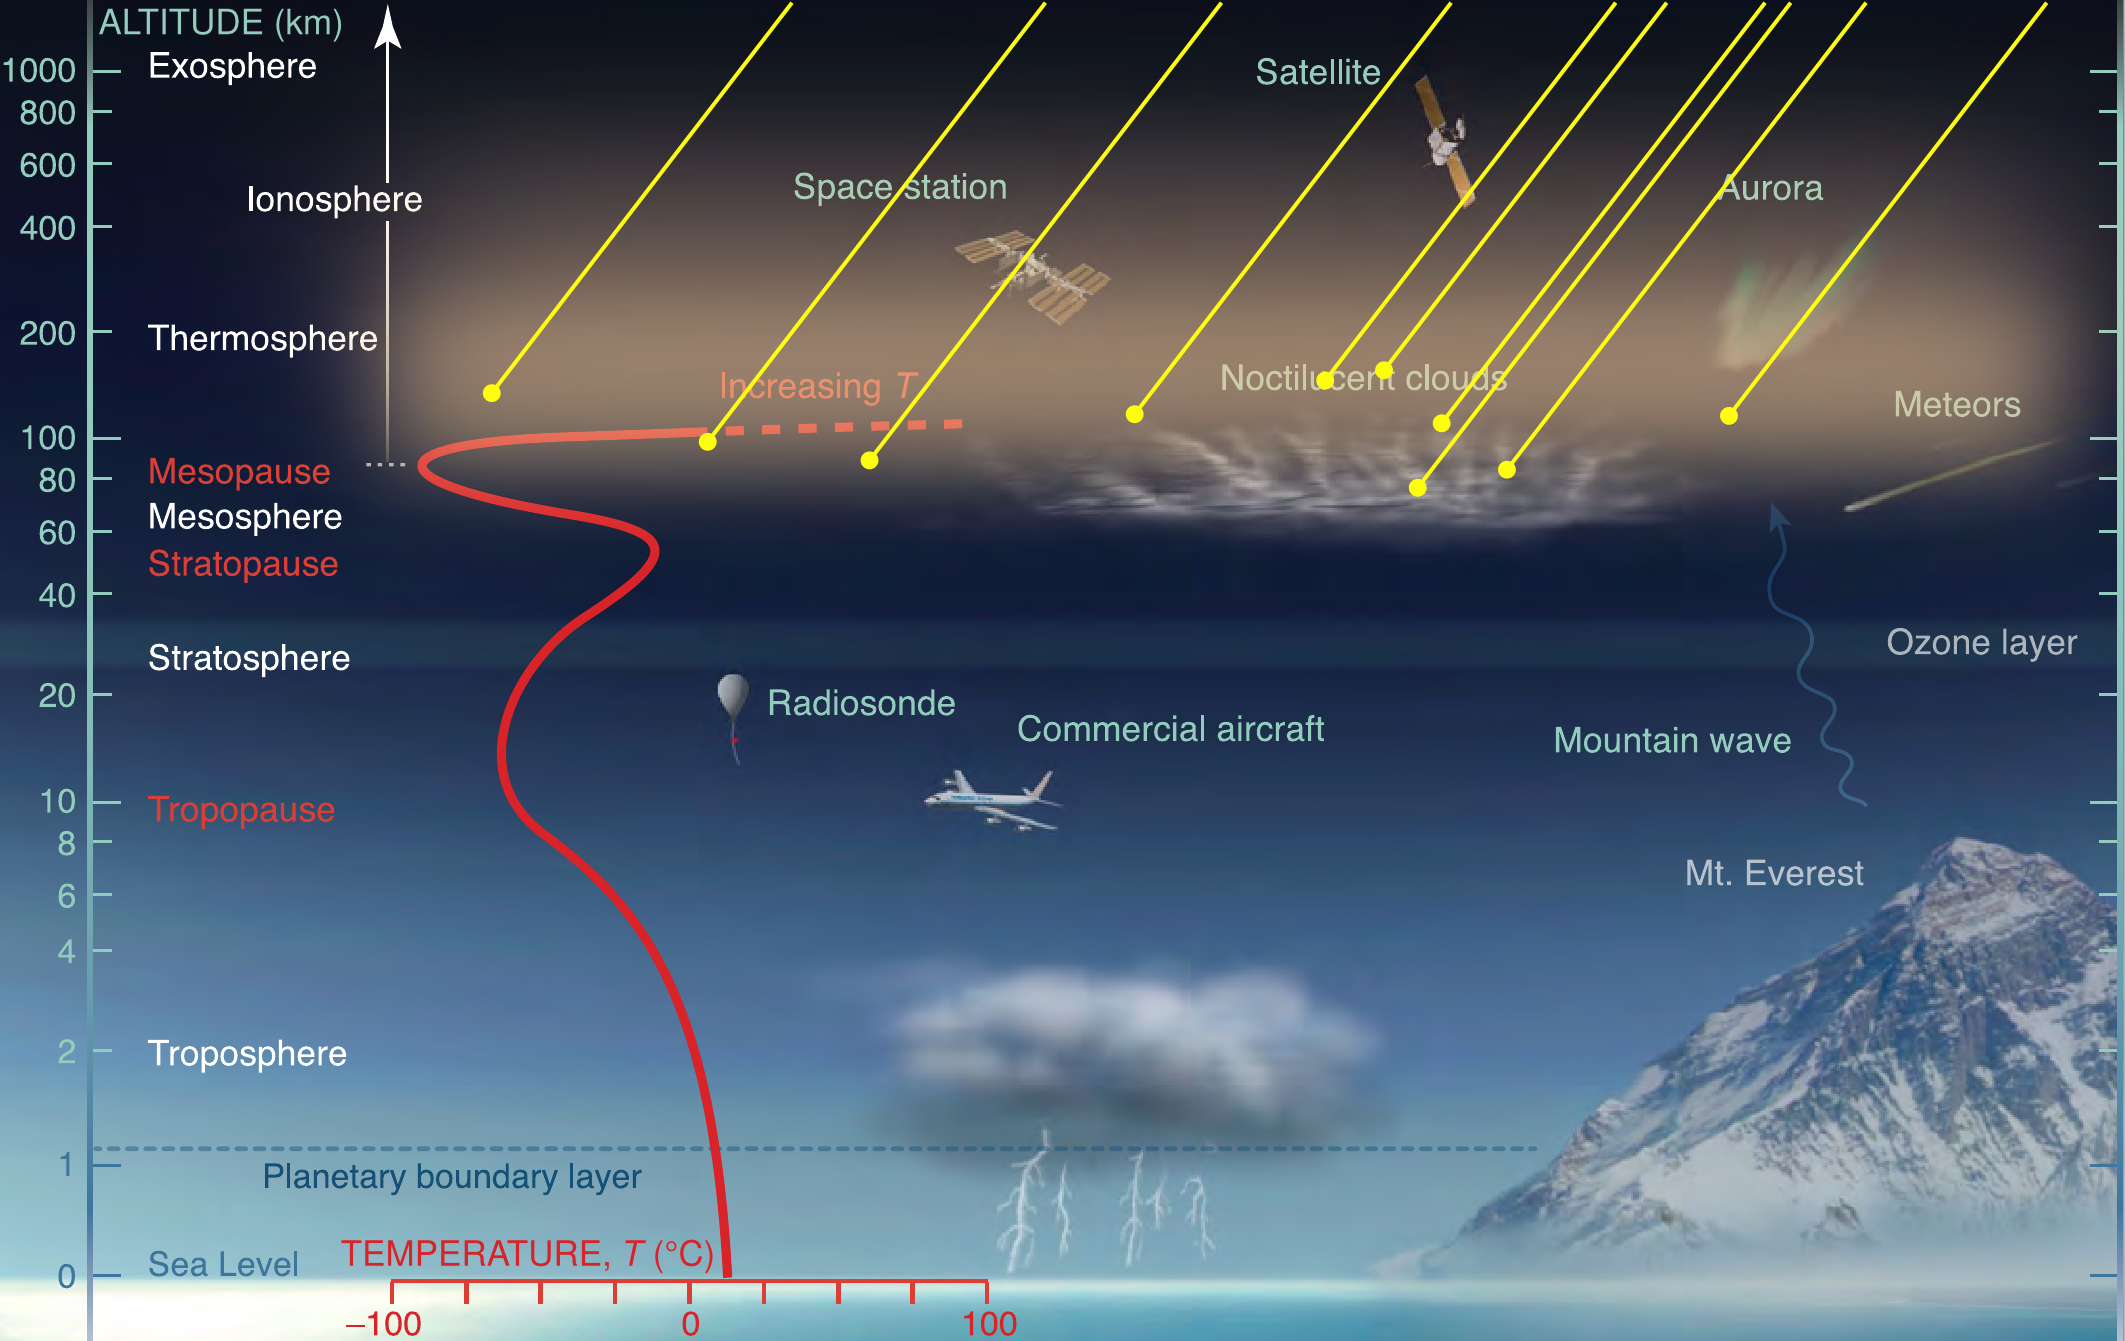 ALTITUDE (km)
1000
Exosphere
Satellite
800
600
Ionosphere
Space station
Aurora
400
200
Thermosphere
Increasing T
Noctilucent clouds
Meteors
100
Mesopause
80
Mesosphere
60
Stratopause
40
Ozone layer
Stratosphere
20
Radiosonde
Commercial aircraft
Mountain wave
10
Tropopause
8
Mt. Everest
6
4
2
Troposphere
1
Planetary boundary layer
0
Sea Level
TEMPERATURE, T (°C)
–100
0
100